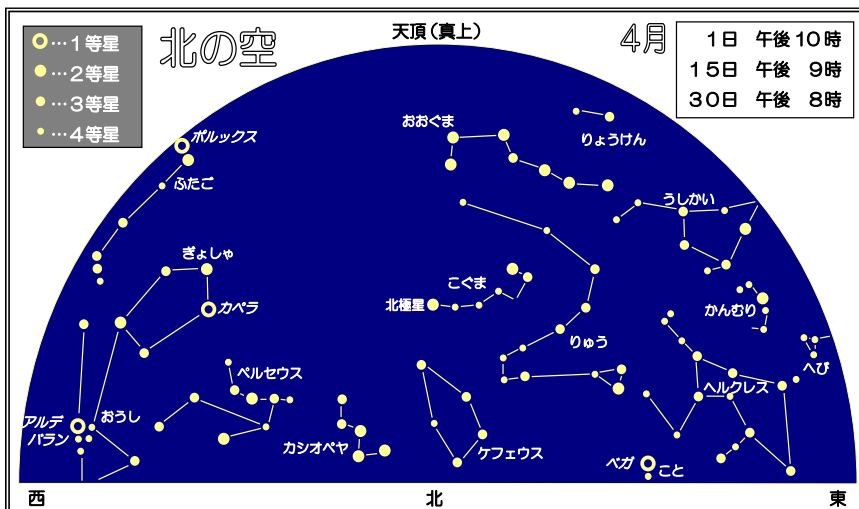 …1等星
…2等星
…3等星
…4等星
北の空
天頂(真上)
4月
1日 午後10時
15日 午後 9時
30日 午後 8時
ポルックス
ふたご
おおぐま
りょうけん
うしかい
ぎょしゃ
カペラ
こぐま
北極星
かんむり
りゅう
へび
ペルセウス
ヘルクレス
アルデ
バラン
おうし
カシオペヤ
ケフェウス
ベガ
こと
西
北
東